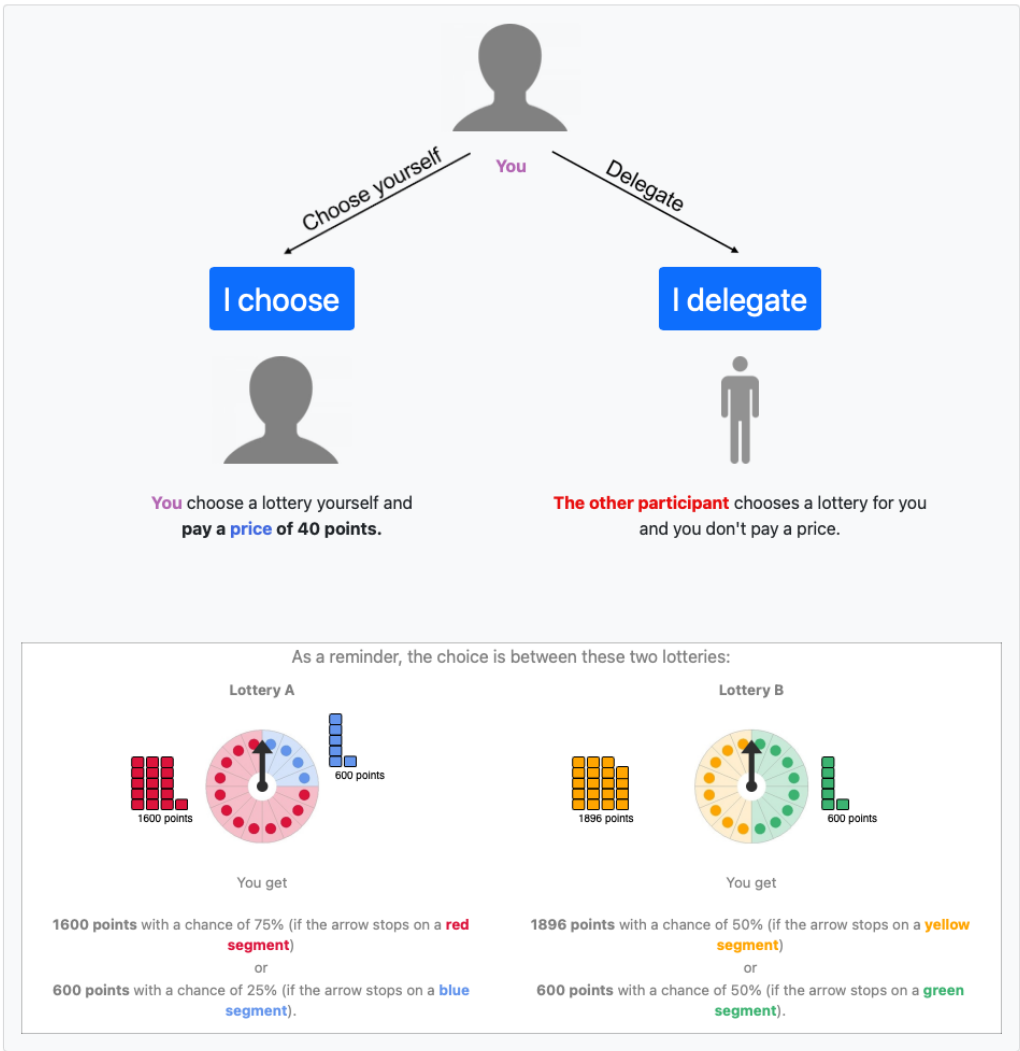 You
Choose yourself
Delegate
I choose
I delegate
You choose a lottery yourself and
pay a price of 40 points.
The other participant chooses a lottery for you
and you don't pay a price.
As a reminder, the choice is between these two lotteries:
Lottery A
1600 points
600 points
You get
1600 points with a chance of 75% (if the arrow stops on a red
segment)
or
600 points with a chance of 25% (if the arrow stops on a blue
segment).
Lottery B
1896 points
600 points
You get
1896 points with a chance of 50% (if the arrow stops on a yellow
segment)
or
600 points with a chance of 50% (if the arrow stops on a green
segment).